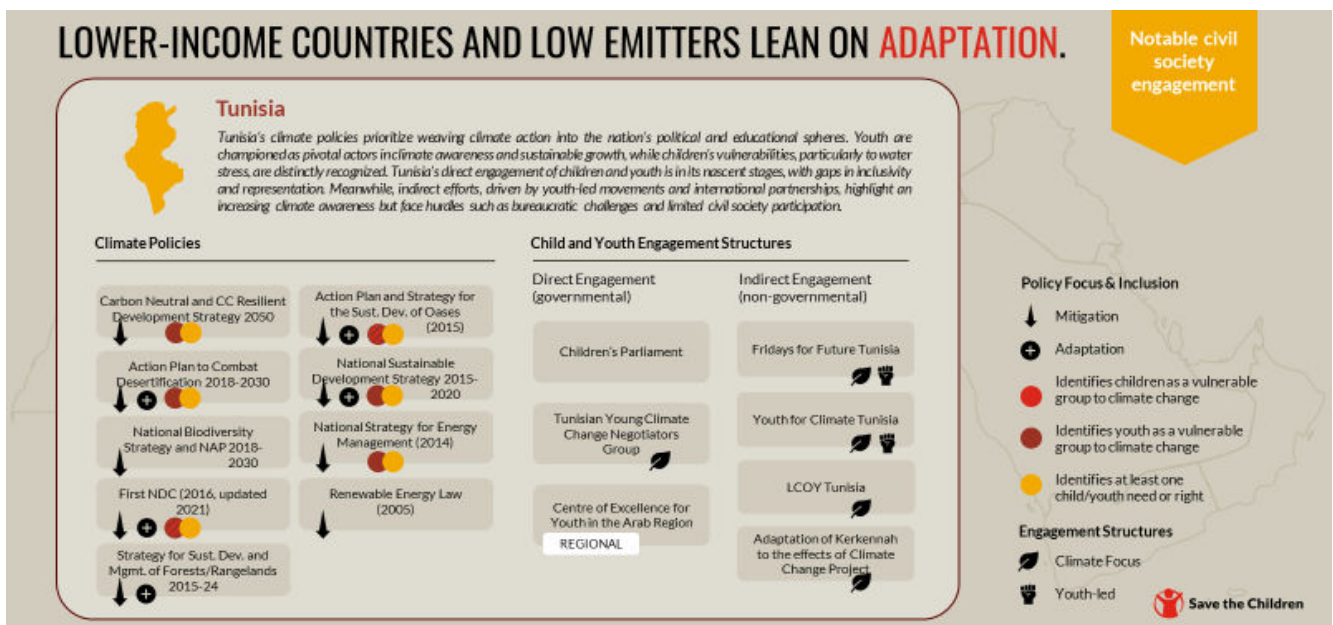 LOWER-INCOME COUNTRIES AND LOW EMITTERS LEAN ON ADAPTATION.
Notable civil
society
engagement
Tunisia
Tunisia's climate policies prioritize weaving climate action into the nation's political and educational spheres. Youth are
championed as pivotal actors in climate awareness and sustainable growth, while children's vulnerabilities, particularly to water
stress, are distinctly recognized. Tunisia's direct engagement of children and youth is in its nascent stages, with gaps in inclusivity
and representation. Meanwhile, indirect efforts, driven by youth-led movements and international partnerships, highlight an
increasing climate awareness but face hurdles such as bureaucratic challenges and limited civil society participation.
Climate Policies
Carbon Neutral and CC Resilient
Development Strategy 2050
Action Plan to Combat
Desertification 2018-2030
National Biodiversity
Strategy and NAP 2018-
2030
First NDC (2016, updated
2021)
Strategy for Sust. Dev. and
Mgmt. of Forests/Rangelands
2015-24
Action Plan and Strategy for
the Sust. Dev. of Oases
(2015)
National Sustainable
Development Strategy 2015-
2020
National Strategy for Energy
Management (2014)
Renewable Energy Law
(2005)
Child and Youth Engagement Structures
Direct Engagement
(governmental)
Children's Parliament
Tunisian Young Climate
Change Negotiators
Group
Centre of Excellence for
Youth in the Arab Region
REGIONAL
Indirect Engagement
(non-governmental)
Fridays for Future Tunisia
Youth for Climate Tunisia
LCOY Tunisia
Adaptation of Kerkennah
to the effects of Climate
Change Project
Policy Focus & Inclusion
Mitigation
Adaptation
Identifies children as a vulnerable
group to climate change
Identifies youth as a vulnerable
group to climate change
Identifies at least one
child/youth need or right
Engagement Structures
Climate Focus
Youth-led
Save the Children